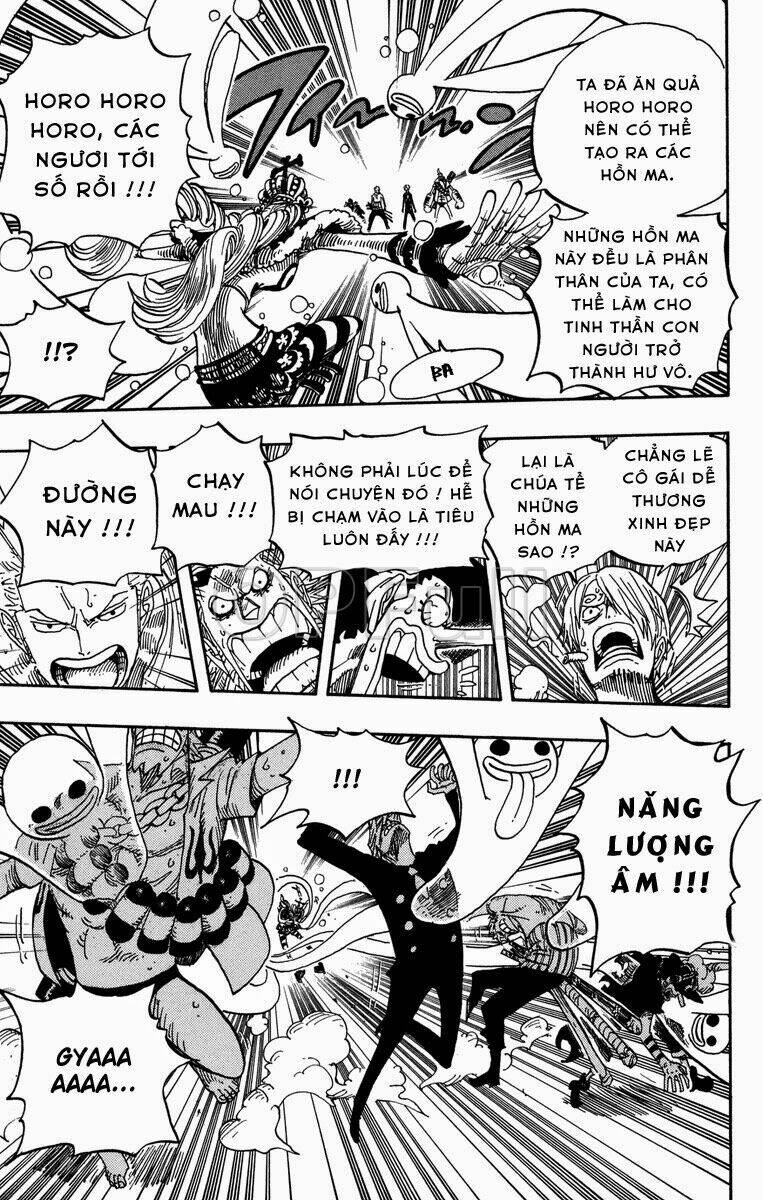 TA ĐÃ ĂN QUẢ
HORO HORO
NÊN CÓ THỂ
TẠO RA CÁC
HỒN MA.
NHỮNG HỒN MA
NÀY ĐỀU LÀ PHÂN
THÂN CỦA TA, CÓ
THỂ LÀM CHO
TINH THẦN CON
NGƯỜI TRỞ
THÀNH HƯ VÔ.
HORO HORO
HORO, CÁC
NGƯƠI TỚI
SỐ RỒI !!!
!!?
CHẲNG LẼ
CÔ GÁI DỄ
THƯƠNG
XINH ĐẸP
NÀY
LẠI LÀ
CHÚA TỂ
NHỮNG
HỒN MA
SAO !?
KHÔNG PHẢI LÚC ĐỂ
NÓI CHUYỆN ĐÓ ! HỄ
BỊ CHẠM VÀO LÀ TIÊU
LUÔN ĐẤY !!!
CHẠY
MAU !!!
ĐƯỜNG
NÀY !!!
NĂNG
LƯỢNG
ÂM !!!
!!!
GYAAA
AAAA...